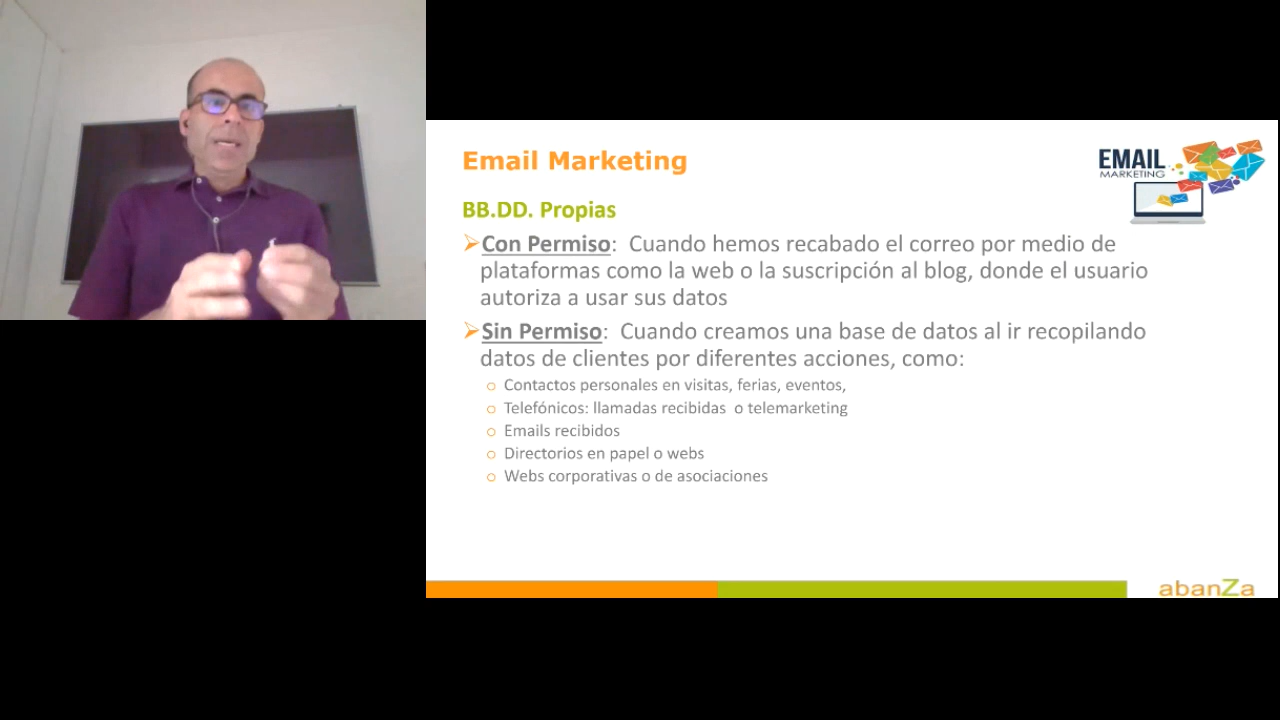 Email Marketing
EMAIL
MARKETING
BB.DD. Propias
➢Con Permiso:  Cuando hemos recabado el correo por medio de
plataformas como la web o la suscripción al blog, donde el usuario
autoriza a usar sus datos
➢Sin Permiso:  Cuando creamos una base de datos al ir recopilando
datos de clientes por diferentes acciones, como:
o Contactos personales en visitas, ferias, eventos,
o Telefónicos: llamadas recibidas  o telemarketing
o Emails recibidos
o Directorios en papel o webs
o Webs corporativas o de asociaciones
abanZa